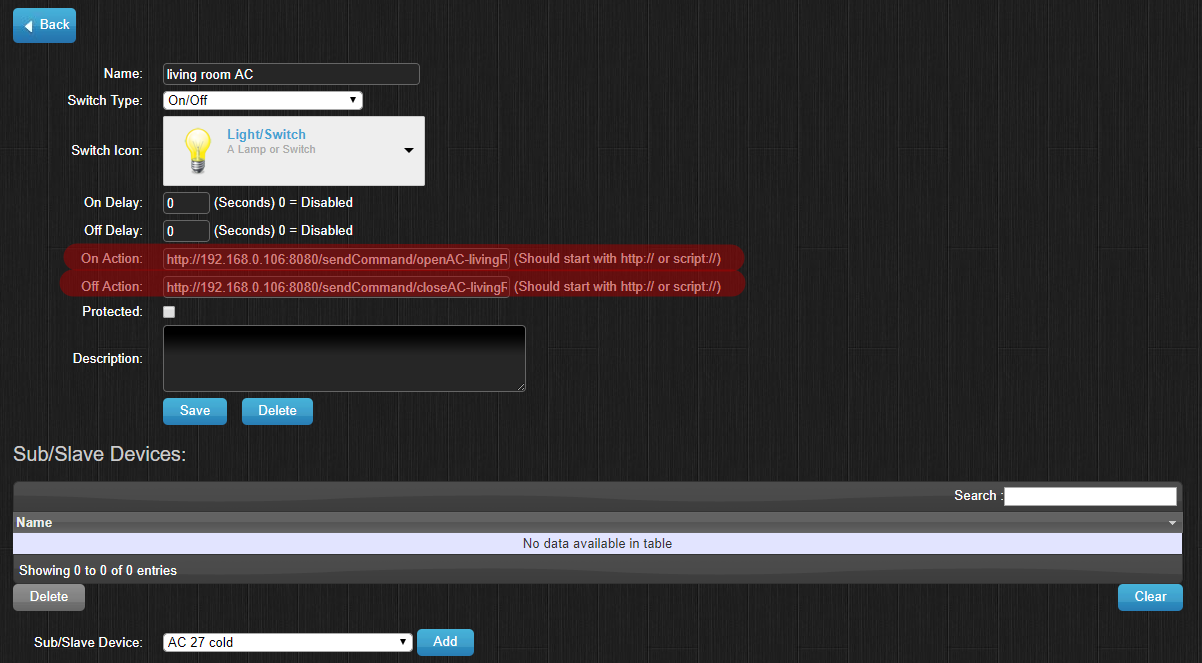 Back
Name: living room AC
Switch Type: On/Off
Switch Icon: Light/Switch
A Lamp or Switch
On Delay: 0 (Seconds) 0 = Disabled
Off Delay: 0 (Seconds) 0 = Disabled
On Action: http://192.168.0.106:8080/sendCommand/openAC-livingR (Should start with http:// or script://)
Off Action: http://192.168.0.106:8080/sendCommand/closeAC-livingR (Should start with http:// or script://)
Protected:
Description:
Save Delete
Sub/Slave Devices:
Search :
Name
No data available in table
Showing 0 to 0 of 0 entries
Delete Clear
Sub/Slave Device: AC 27 cold Add